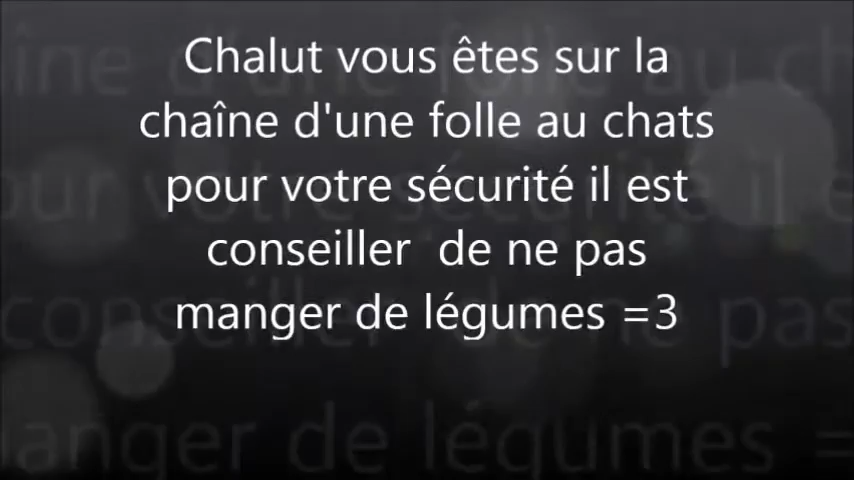 Chalut vous êtes sur la
chaîne d'une folle au chats
pour votre sécurité il est
conseiller  de ne pas
manger de légumes =3